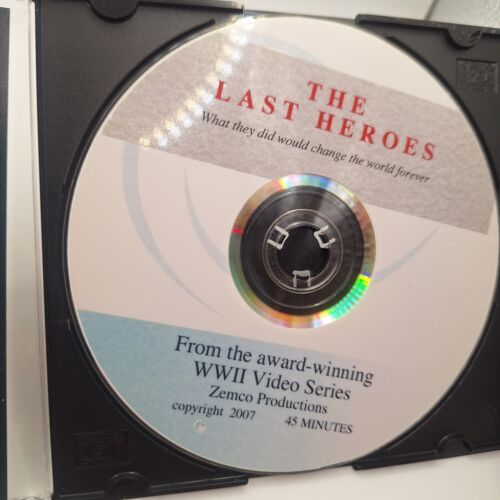 THE
LAST HEROES
What they did would change the world forever
From the award-winning
WWII Video Series
Zemco Productions
copyright 2007 45 MINUTES